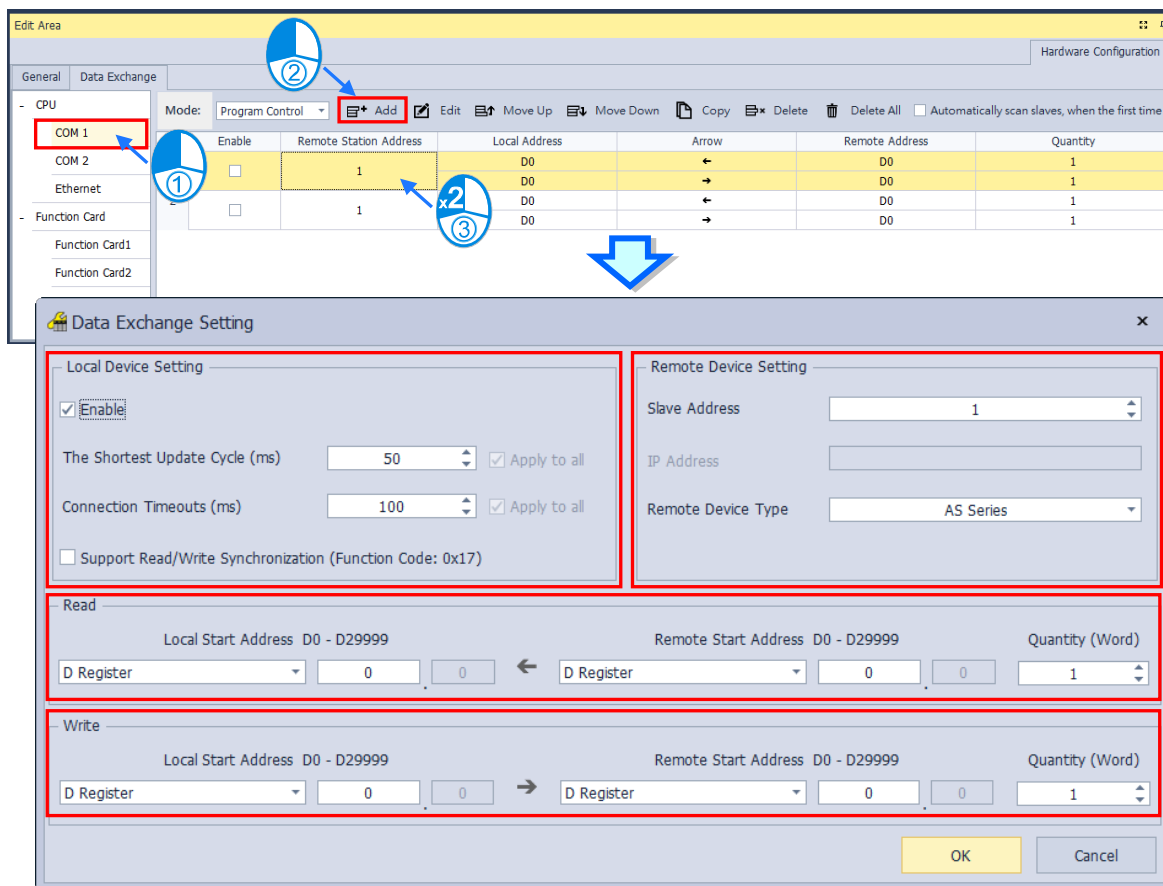 Edit Area
Hardware Configuration
General Data Exchange
- CPU
COM 1
COM 2
Ethernet
- Function Card
Function Card1
Function Card2
①
②
x2
③
Mode: Program Control Add Edit Move Up Move Down Copy Delete Delete All Automatically scan slaves, when the first time
Enable Remote Station Address Local Address Arrow Remote Address Quantity
1 D0 ← D0 1
D0 → D0 1
2 1 D0 ← D0 1
D0 → D0 1
Data Exchange Setting
Local Device Setting
Enable
The Shortest Update Cycle (ms) 50 Apply to all
Connection Timeouts (ms) 100 Apply to all
Support Read/Write Synchronization (Function Code: 0x17)
Remote Device Setting
Slave Address 1
IP Address
Remote Device Type AS Series
Read
Local Start Address D0 - D29999 Remote Start Address D0 - D29999 Quantity (Word)
D Register 0 . 0 ← D Register 0 . 0 1
Write
Local Start Address D0 - D29999 Remote Start Address D0 - D29999 Quantity (Word)
D Register 0 . 0 → D Register 0 . 0 1
OK Cancel